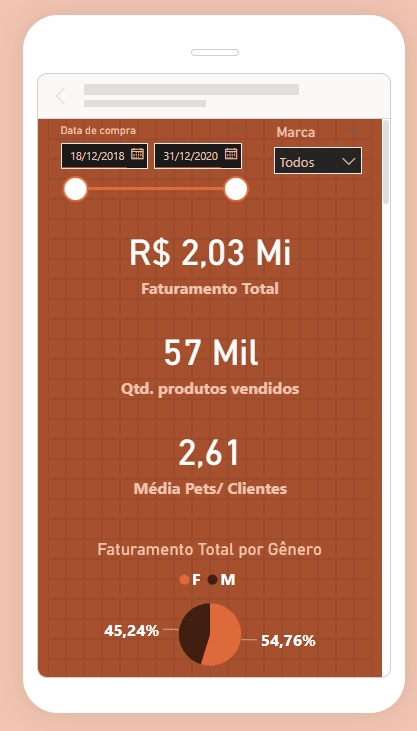 Data de compra
Marca
18/12/2018
31/12/2020
Todos
R$ 2,03 Mi
Faturamento Total
57 Mil
Qtd. produtos vendidos
2,61
Média Pets/ Clientes
Faturamento Total por Gênero
F M
45,24%
54,76%